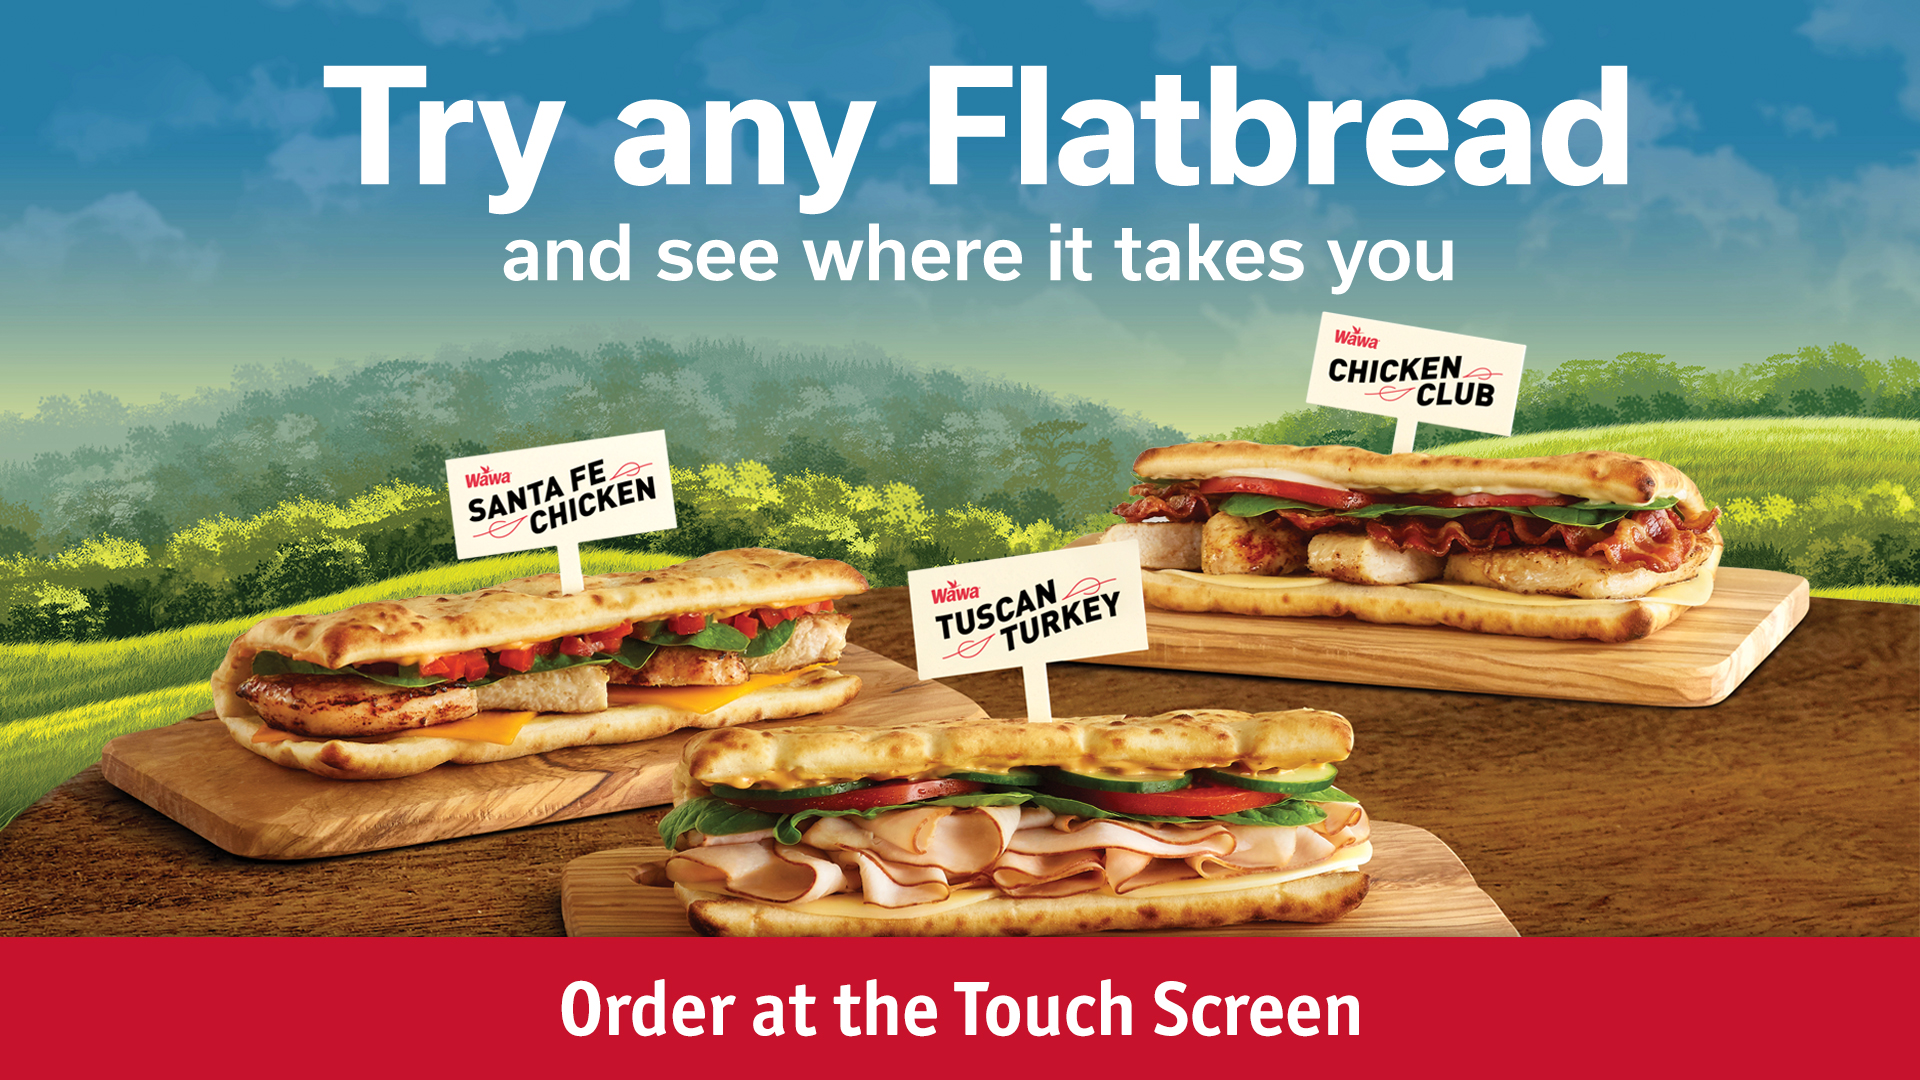 Try any Flatbread
and see where it takes you
Wawa
CHICKEN
CLUB
Wawa
SANTA FE
CHICKEN
Wawa
TUSCAN
TURKEY
Order at the Touch Screen